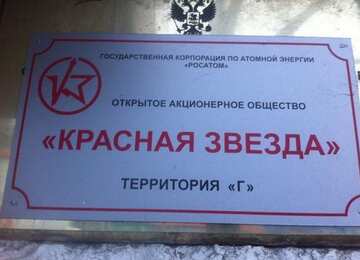 ГОСУДАРСТВЕННАЯ КОРПОРАЦИЯ ПО АТОМНОЙ ЭНЕРГИИ
«РОСАТОМ»
ОТКРЫТОЕ АКЦИОНЕРНОЕ ОБЩЕСТВО
«КРАСНАЯ ЗВЕЗДА»
ТЕРРИТОРИЯ «Г»